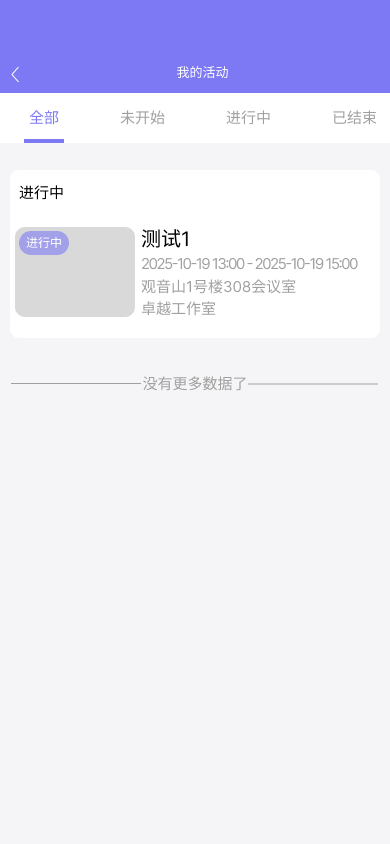 我的活动
全部 未开始 进行中 已结束
进行中
进行中
测试1
2025-10-19 13:00 - 2025-10-19 15:00
观音山1号楼308会议室
卓越工作室
没有更多数据了